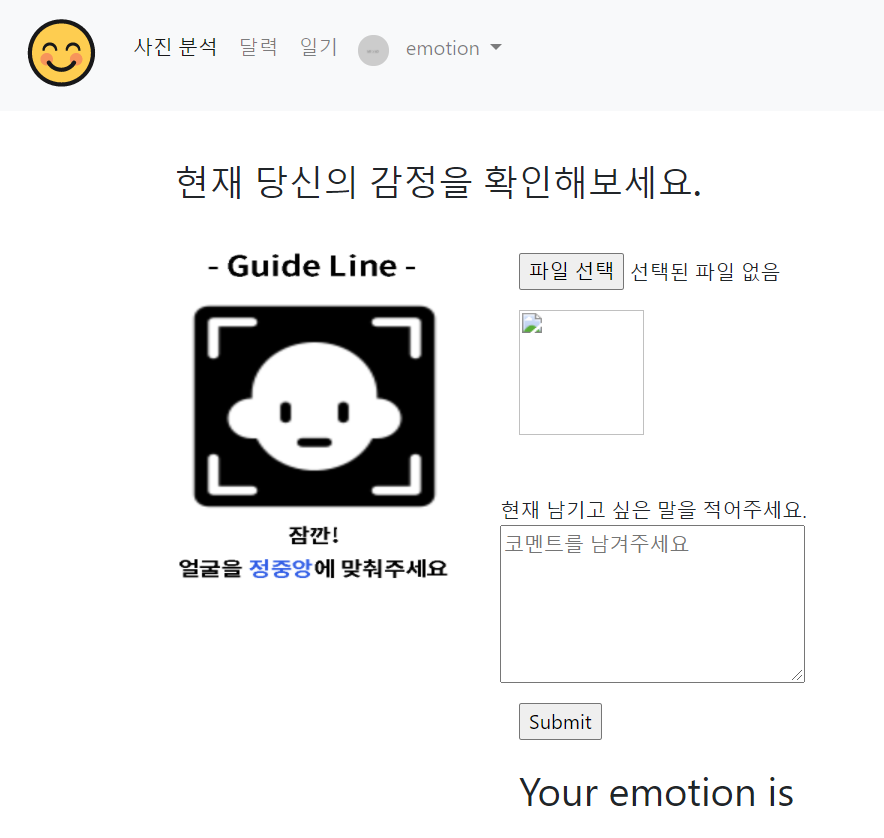 사진 분석 달력 일기 emotion
현재 당신의 감정을 확인해보세요.
- Guide Line -
잠깐!
얼굴을 정중앙에 맞춰주세요
파일 선택 선택된 파일 없음
현재 남기고 싶은 말을 적어주세요.
코멘트를 남겨주세요
Submit
Your emotion is